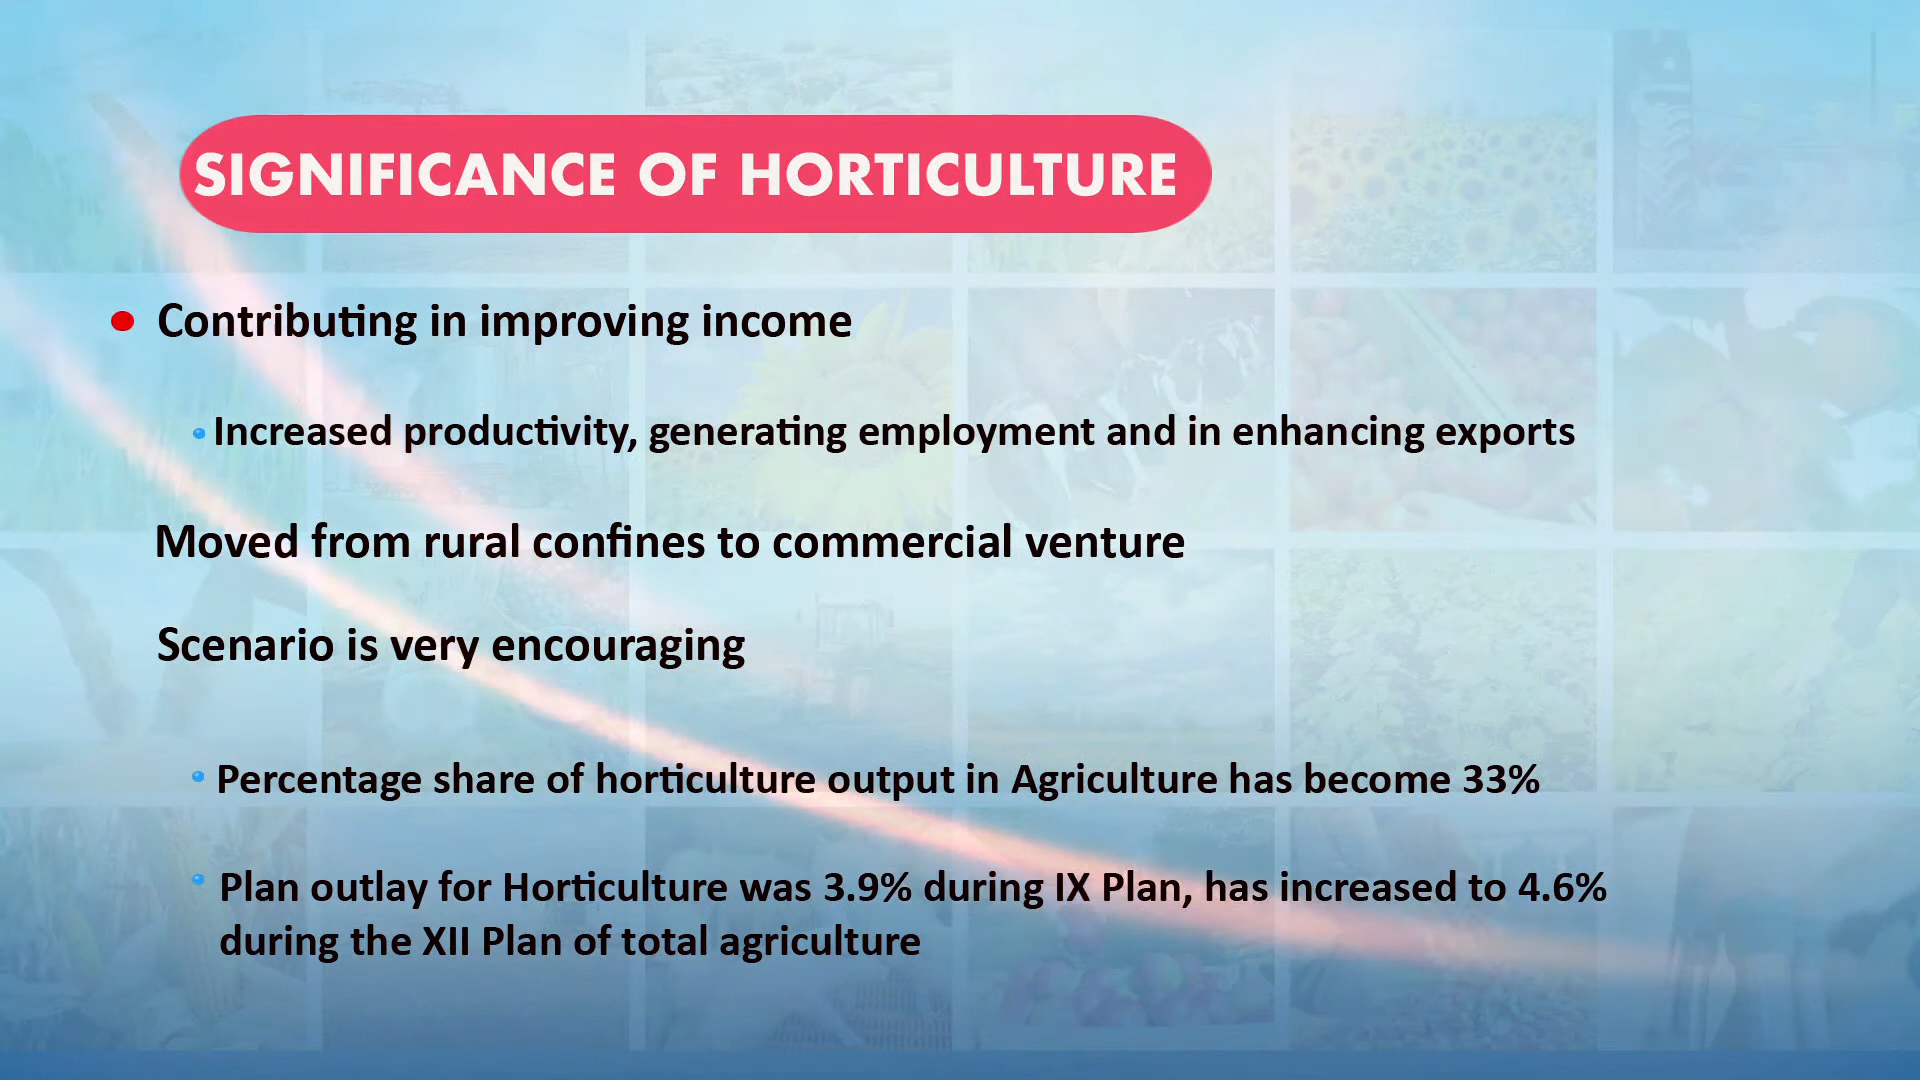 SIGNIFICANCE OF HORTICULTURE
Contributing in improving income
Increased productivity, generating employment and in enhancing exports
Moved from rural confines to commercial venture
Scenario is very encouraging
Percentage share of horticulture output in Agriculture has become 33%
Plan outlay for Horticulture was 3.9% during IX Plan, has increased to 4.6%
during the XII Plan of total agriculture